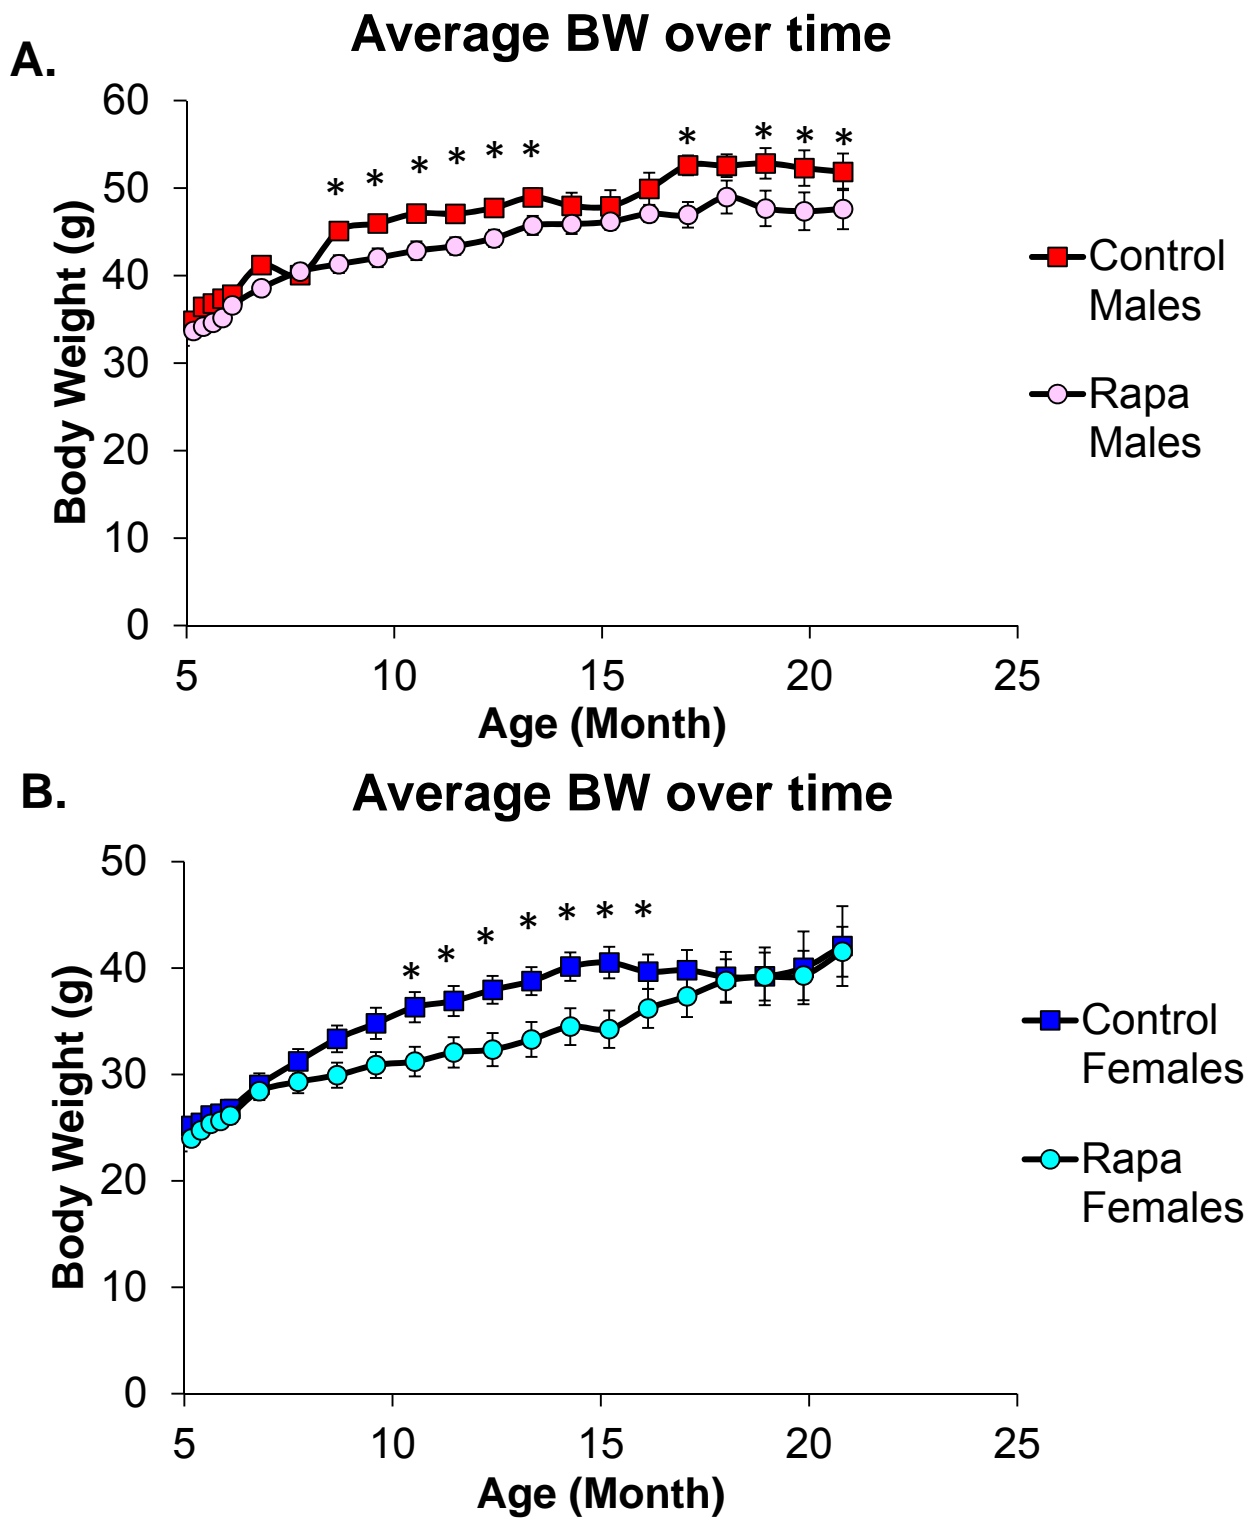 A.
Average BW over time
60
50
40
30
20
10
0
Body Weight (g)
* * * * * * * * * *
5 10 15 20 25
Age (Month)
Control
Males
Rapa
Males
B.
Average BW over time
50
40
30
20
10
0
Body Weight (g)
* * * * * * *
5 10 15 20 25
Age (Month)
Control
Females
Rapa
Females